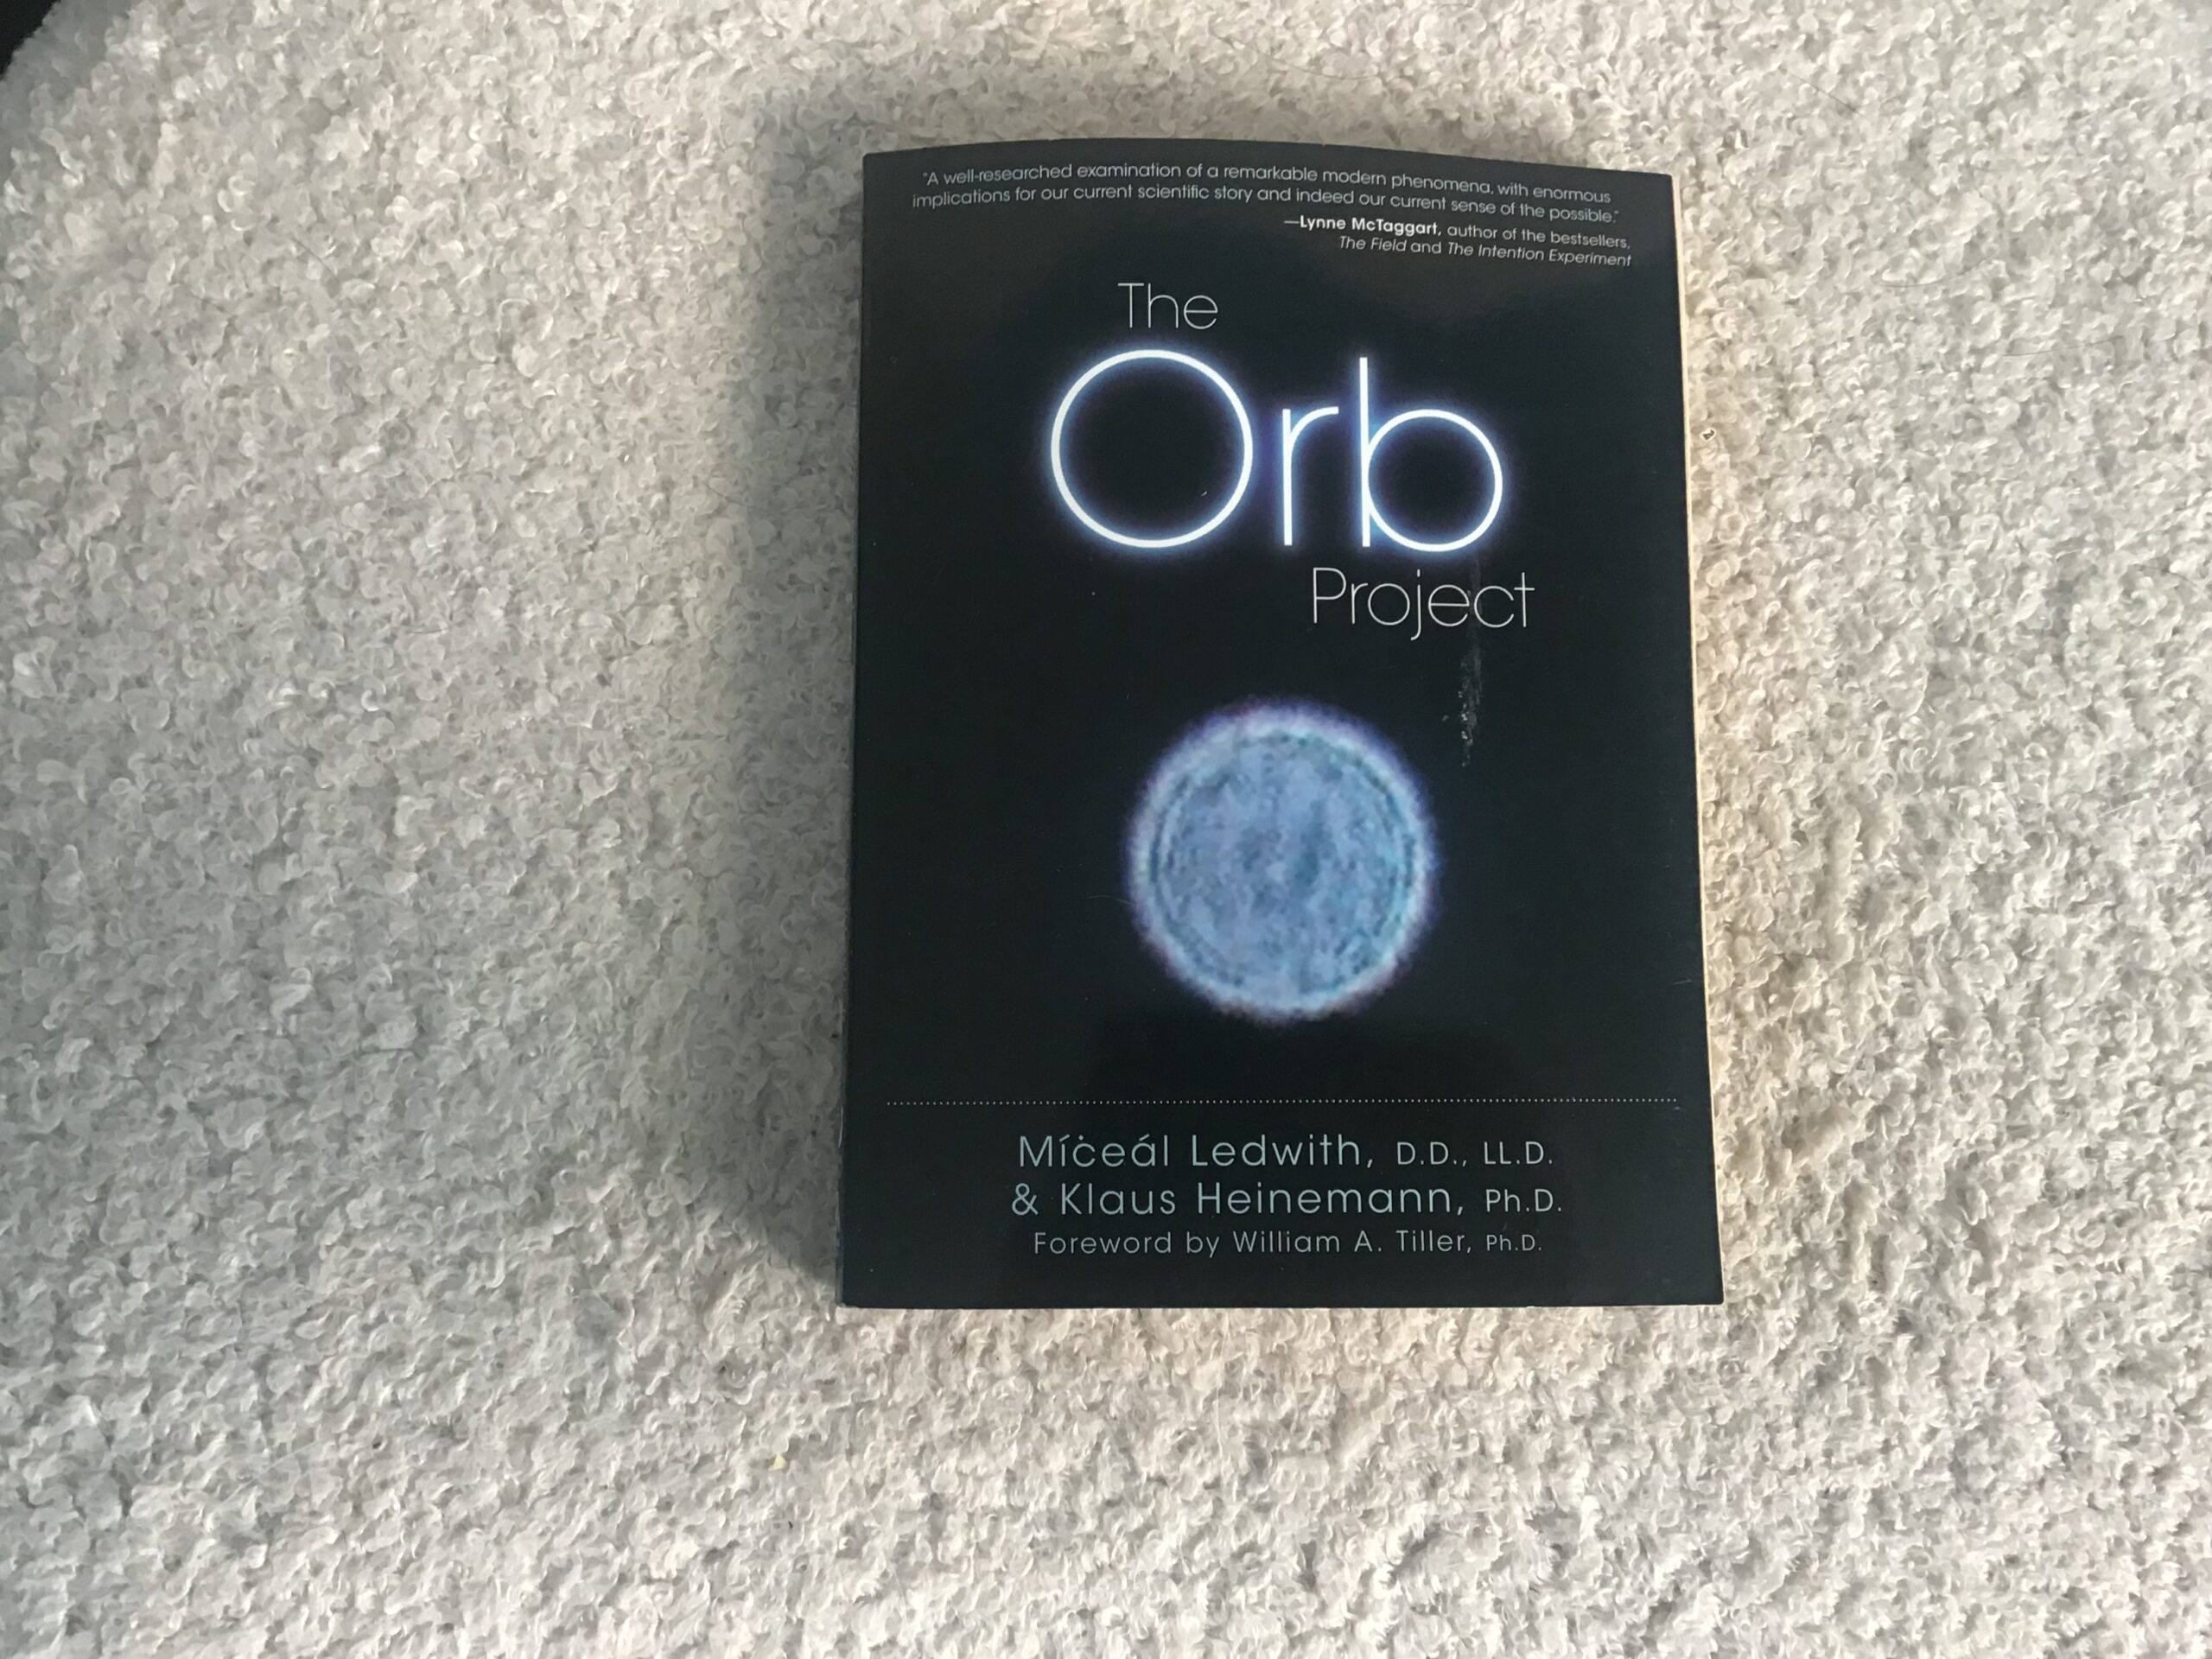 "A well-researched examination of a remarkable modern phenomena, with enormous
implications for our current scientific story and indeed our current sense of the possible."
—Lynne McTaggart, author of the bestsellers,
The Field and The Intention Experiment
The
Orb
Project
Míċeál Ledwith, D.D., LL.D.
& Klaus Heinemann, Ph.D.
Foreword by William A. Tiller, Ph.D.